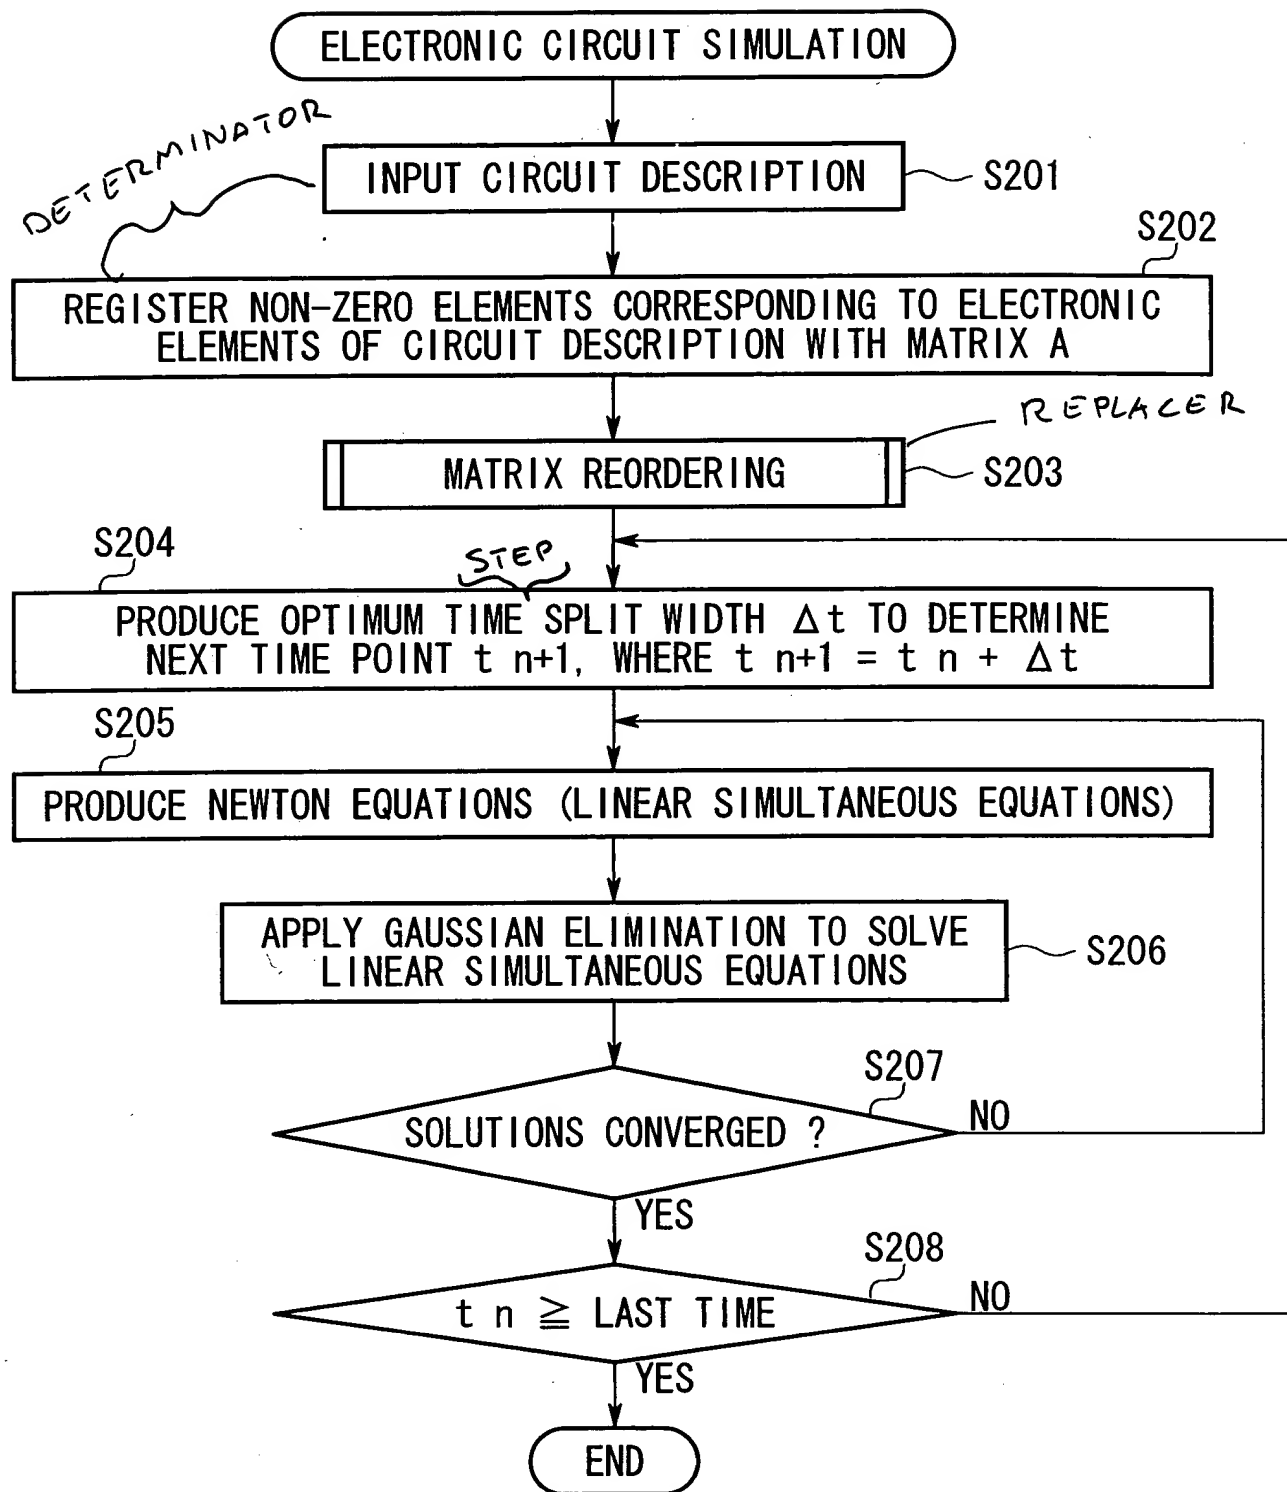 ELECTRONIC CIRCUIT SIMULATION
DETERMINATOR
INPUT CIRCUIT DESCRIPTION
S201
S202
REGISTER NON-ZERO ELEMENTS CORRESPONDING TO ELECTRONIC
ELEMENTS OF CIRCUIT DESCRIPTION WITH MATRIX A
REPLACER
MATRIX REORDERING
S203
S204
STEP
PRODUCE OPTIMUM TIME SPLIT WIDTH Δt TO DETERMINE
NEXT TIME POINT t n+1, WHERE t n+1 = t n + Δt
S205
PRODUCE NEWTON EQUATIONS (LINEAR SIMULTANEOUS EQUATIONS)
APPLY GAUSSIAN ELIMINATION TO SOLVE
LINEAR SIMULTANEOUS EQUATIONS
S206
S207
SOLUTIONS CONVERGED ?
NO
YES
S208
t n ≧ LAST TIME
NO
YES
END